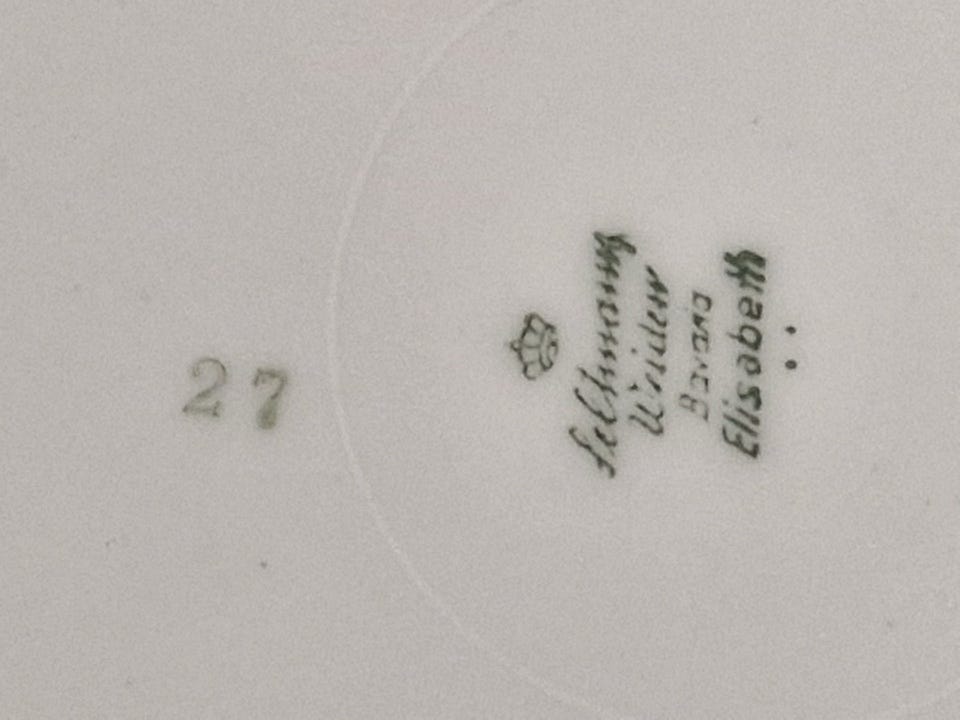 27
Seltmann
Weiden
Bavaria
Elisabeth